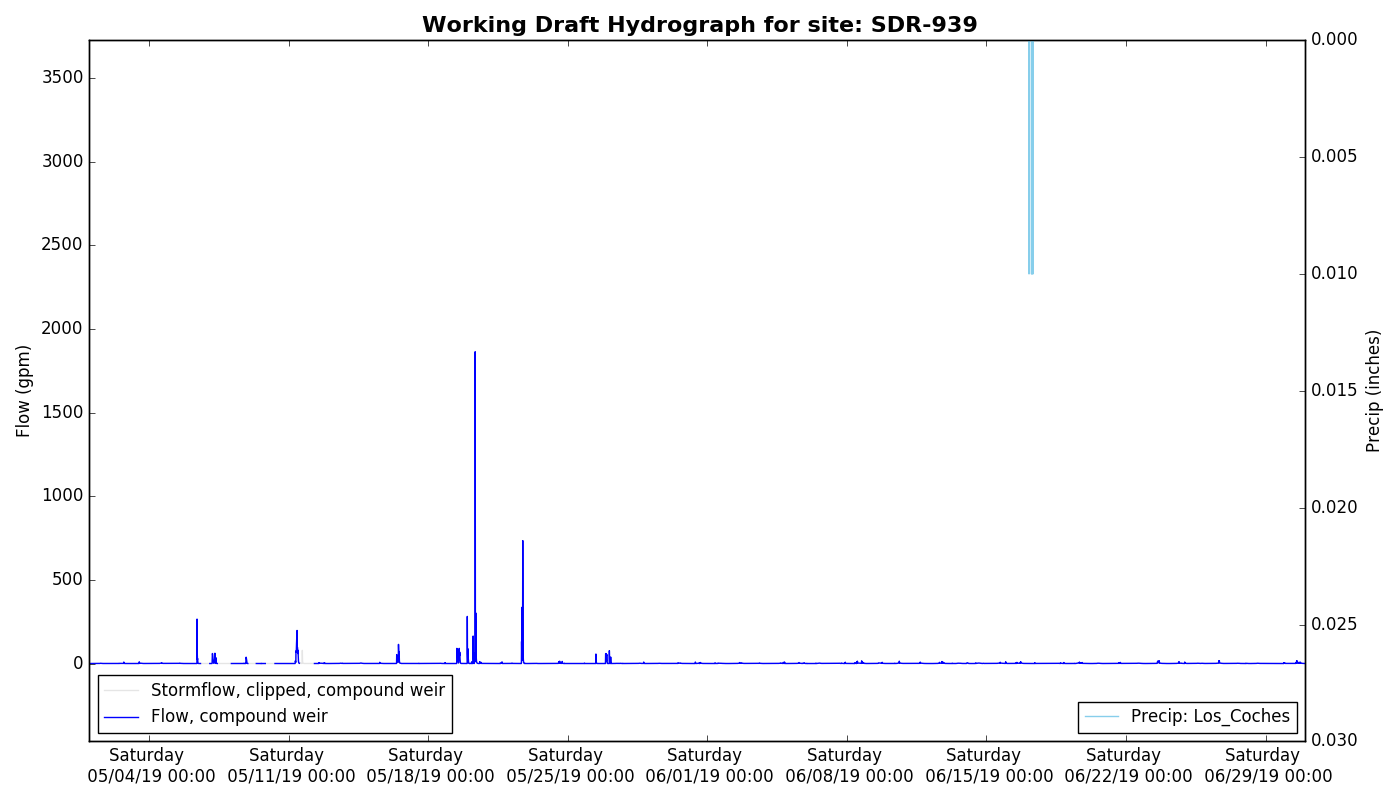 Working Draft Hydrograph for site: SDR-939
3500
3000
2500
2000
1500
1000
500
0
Flow (gpm)
0.000
0.005
0.010
0.015
0.020
0.025
0.030
Precip (inches)
Stormflow, clipped, compound weir
Flow, compound weir
Precip: Los_Coches
Saturday Saturday Saturday Saturday Saturday Saturday Saturday Saturday Saturday
05/04/19 00:00 05/11/19 00:00 05/18/19 00:00 05/25/19 00:00 06/01/19 00:00 06/08/19 00:00 06/15/19 00:00 06/22/19 00:00 06/29/19 00:00